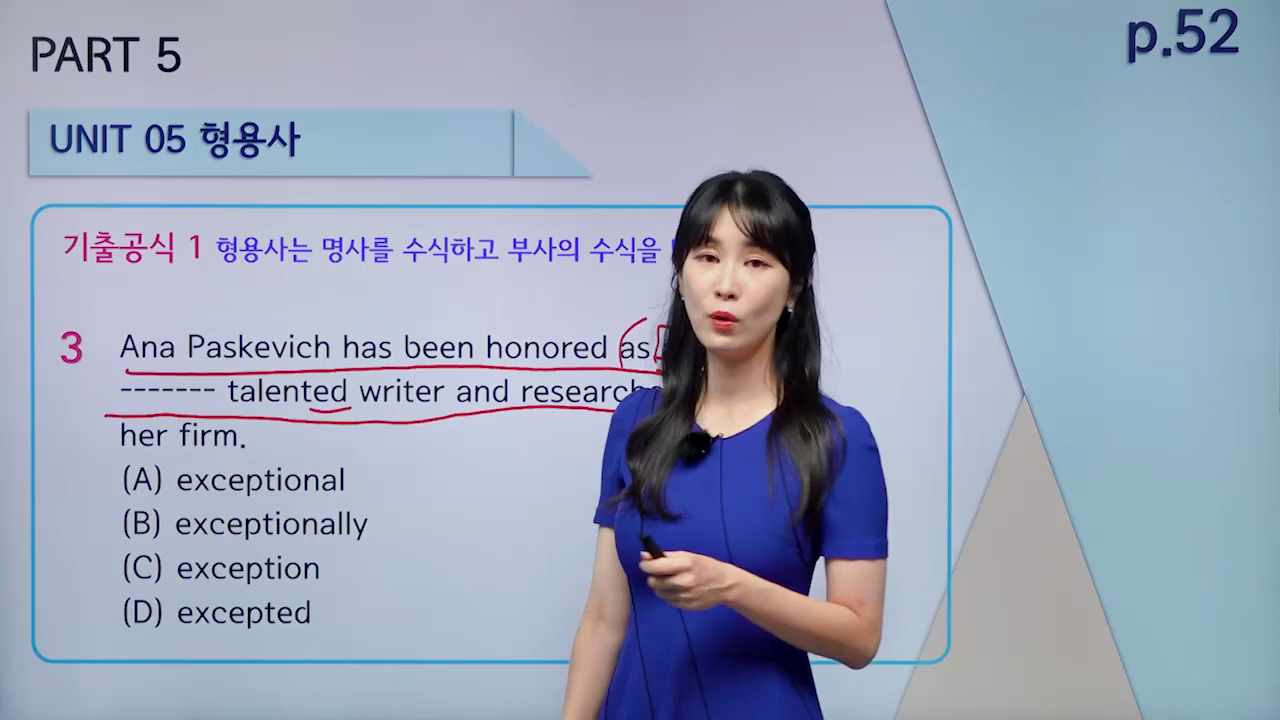 PART 5
p.52
UNIT 05 형용사
기출공식 1 형용사는 명사를 수식하고 부사의 수식을
3 Ana Paskevich has been honored as
------- talented writer and research
her firm.
(A) exceptional
(B) exceptionally
(C) exception
(D) excepted